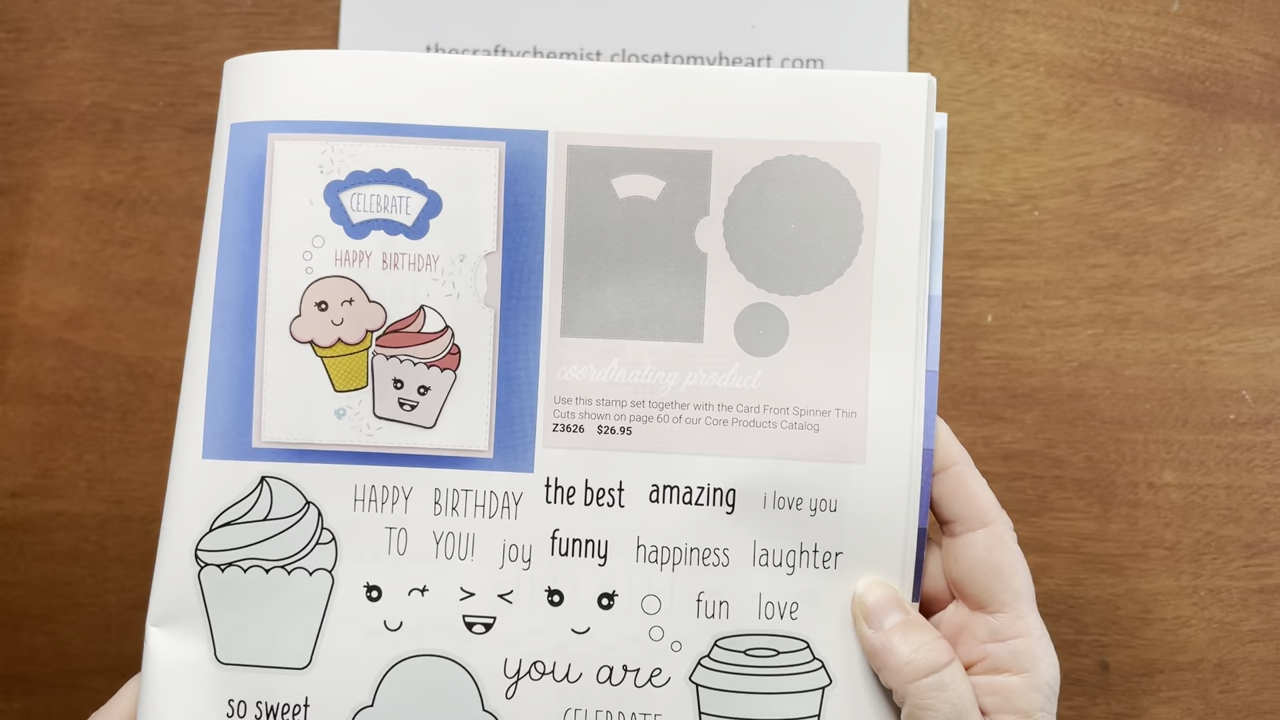 thecraftychemist.closetomyheart.com
CELEBRATE
HAPPY BIRTHDAY
coordinating product
Use this stamp set together with the Card Front Spinner Thin
Cuts shown on page 60 of our Core Products Catalog.
Z3626 $26.95
HAPPY BIRTHDAY the best amazing i love you
TO YOU! joy funny happiness laughter
fun love
you are
so sweet
CELEBRATE